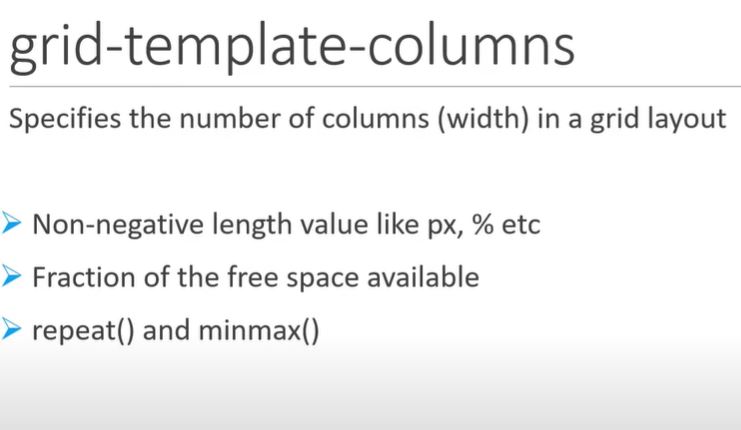 grid-template-columns
Specifies the number of columns (width) in a grid layout
Non-negative length value like px, % etc
Fraction of the free space available
repeat() and minmax()